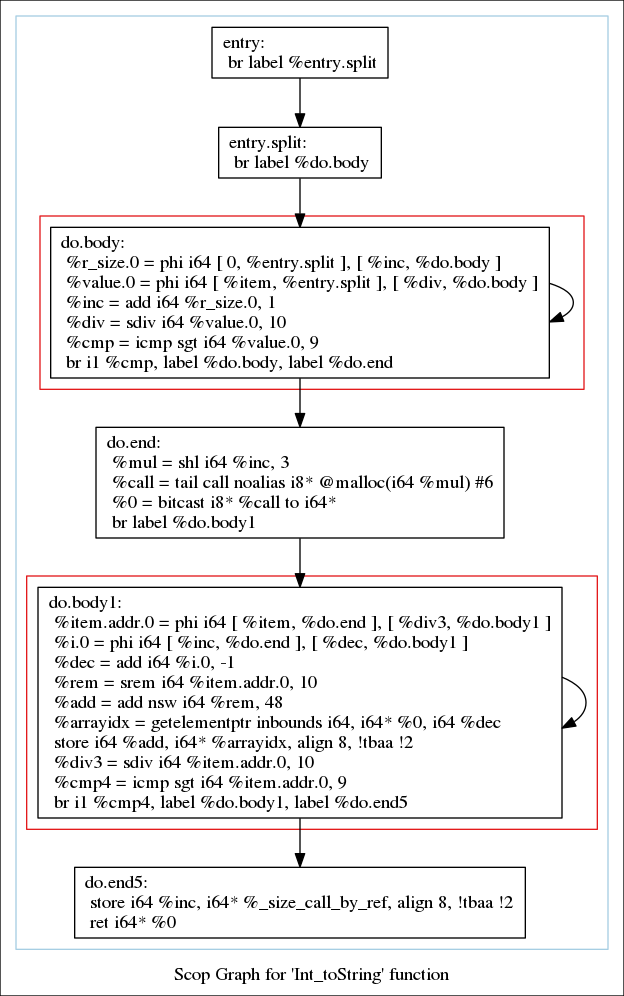 entry:
br label %entry.split
entry.split:
br label %do.body
do.body:
%r_size.0 = phi i64 [ 0, %entry.split ], [ %inc, %do.body ]
%value.0 = phi i64 [ %item, %entry.split ], [ %div, %do.body ]
%inc = add i64 %r_size.0, 1
%div = sdiv i64 %value.0, 10
%cmp = icmp sgt i64 %value.0, 9
br i1 %cmp, label %do.body, label %do.end
do.end:
%mul = shl i64 %inc, 3
%call = tail call noalias i8* @malloc(i64 %mul) #6
%0 = bitcast i8* %call to i64*
br label %do.body1
do.body1:
%item.addr.0 = phi i64 [ %item, %do.end ], [ %div3, %do.body1 ]
%i.0 = phi i64 [ %inc, %do.end ], [ %dec, %do.body1 ]
%dec = add i64 %i.0, -1
%rem = srem i64 %item.addr.0, 10
%add = add nsw i64 %rem, 48
%arrayidx = getelementptr inbounds i64, i64* %0, i64 %dec
store i64 %add, i64* %arrayidx, align 8, !tbaa !2
%div3 = sdiv i64 %item.addr.0, 10
%cmp4 = icmp sgt i64 %item.addr.0, 9
br i1 %cmp4, label %do.body1, label %do.end5
do.end5:
store i64 %inc, i64* %_size_call_by_ref, align 8, !tbaa !2
ret i64* %0
Scop Graph for 'Int_toString' function